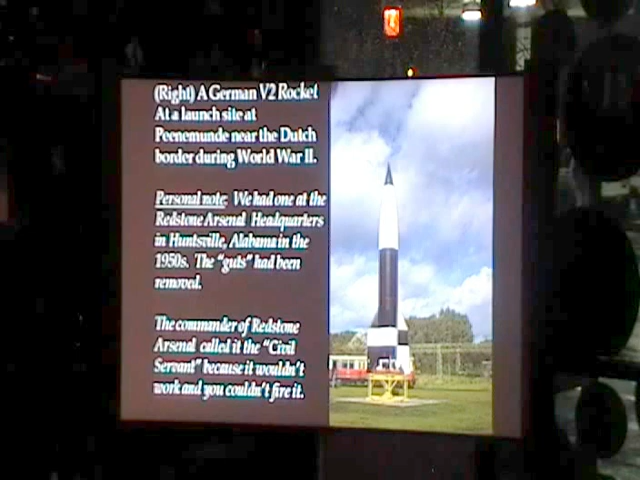 (Right) A German V2 Rocket
At a launch site at
Peenemunde near the Dutch
border during World War II.
Personal note: We had one at the
Redstone Arsenal Headquarters
in Huntsville, Alabama in the
1950s. The "guts" had been
removed.
The commander of Redstone
Arsenal called it the "Civil
Servant" because it wouldn't
work and you couldn't fire it.